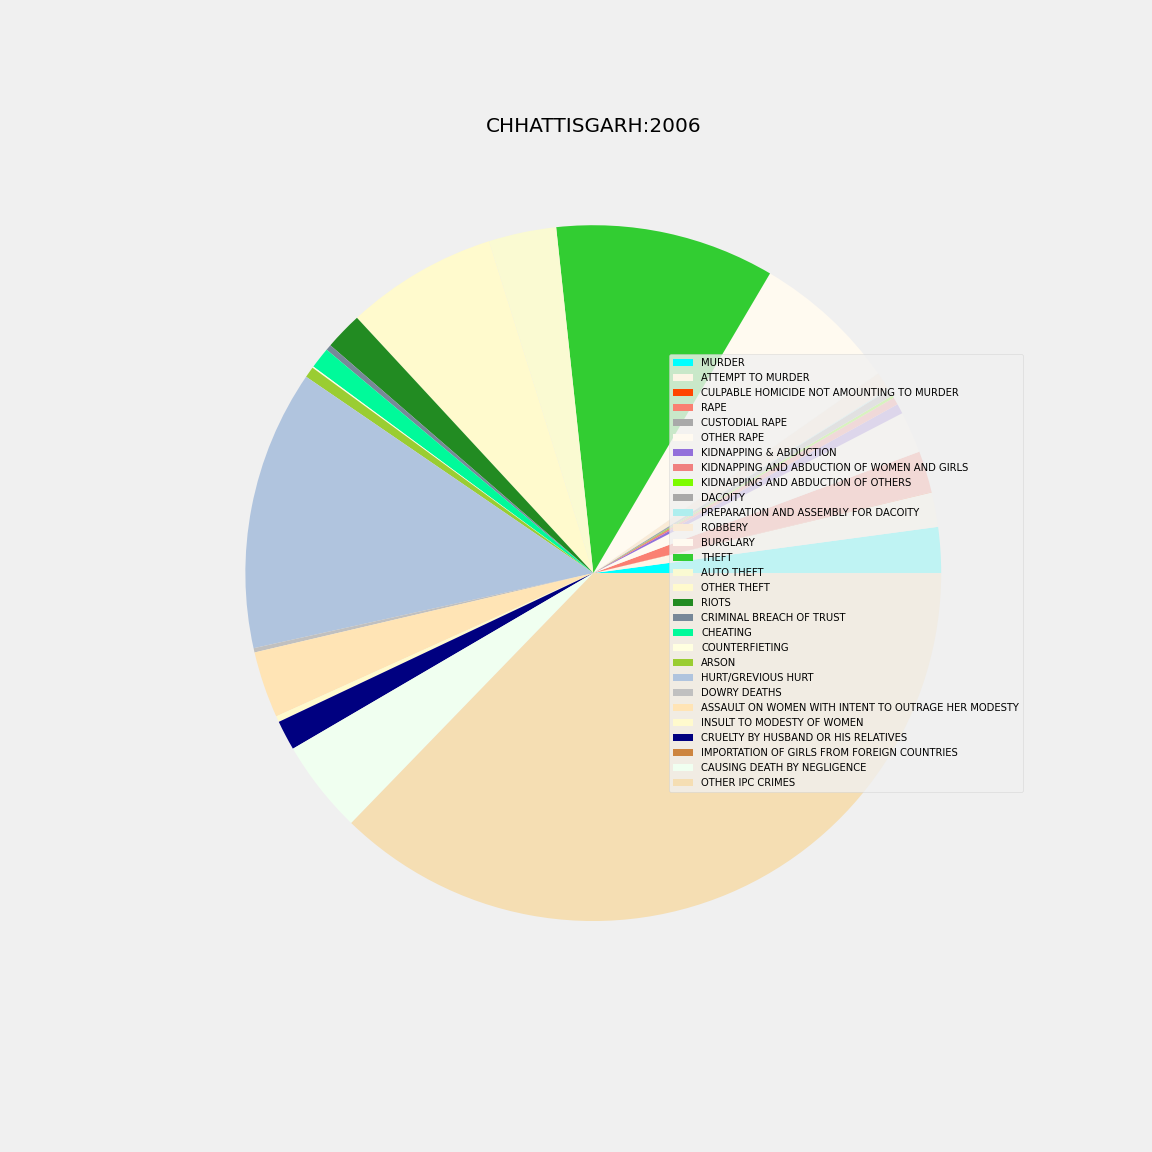 CHHATTISGARH:2006
MURDER
ATTEMPT TO MURDER
CULPABLE HOMICIDE NOT AMOUNTING TO MURDER
RAPE
CUSTODIAL RAPE
OTHER RAPE
KIDNAPPING & ABDUCTION
KIDNAPPING AND ABDUCTION OF WOMEN AND GIRLS
KIDNAPPING AND ABDUCTION OF OTHERS
DACOITY
PREPARATION AND ASSEMBLY FOR DACOITY
ROBBERY
BURGLARY
THEFT
AUTO THEFT
OTHER THEFT
RIOTS
CRIMINAL BREACH OF TRUST
CHEATING
COUNTERFIETING
ARSON
HURT/GREVIOUS HURT
DOWRY DEATHS
ASSAULT ON WOMEN WITH INTENT TO OUTRAGE HER MODESTY
INSULT TO MODESTY OF WOMEN
CRUELTY BY HUSBAND OR HIS RELATIVES
IMPORTATION OF GIRLS FROM FOREIGN COUNTRIES
CAUSING DEATH BY NEGLIGENCE
OTHER IPC CRIMES